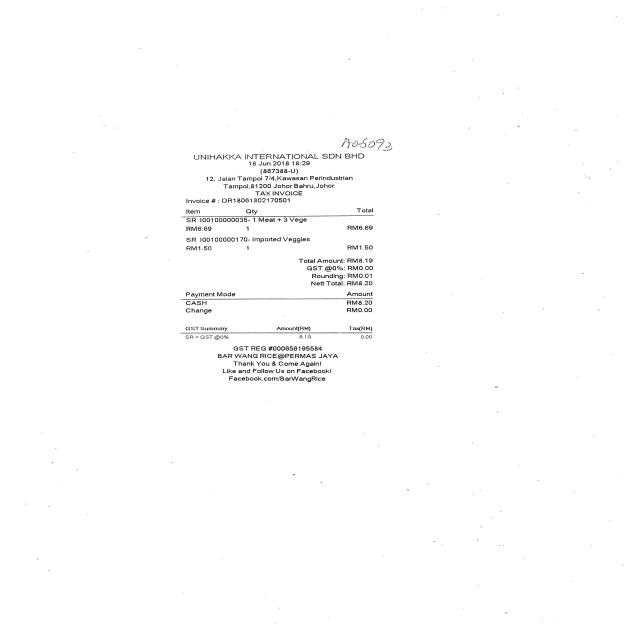 A06093
UNIHAKKA INTERNATIONAL SDN BHD
18 Jun 2018 18:29
(867388-U)
12, Jalan Tampoi 7/4,Kawasan Perindustrian
Tampoi,81200 Johor Bahru,Johor
TAX INVOICE
Invoice # : OR18061802170501
Item Qty Total
SR I00100000035- 1 Meat + 3 Vege
RM6.69 1 RM6.69
SR I00100000170- Imported Veggies
RM1.50 1 RM1.50
Total Amount: RM8.19
GST @0%: RM0.00
Rounding: RM0.01
Nett Total: RM8.20
Payment Mode Amount
CASH RM8.20
Change RM0.00
GST Summary Amount(RM) Tax(RM)
SR = GST @0% 8.19 0.00
GST REG #000656195584
BAR WANG RICE@PERMAS JAYA
Thank You & Come Again!
Like and Follow Us on Facebook!
Facebook.com/BarWangRice